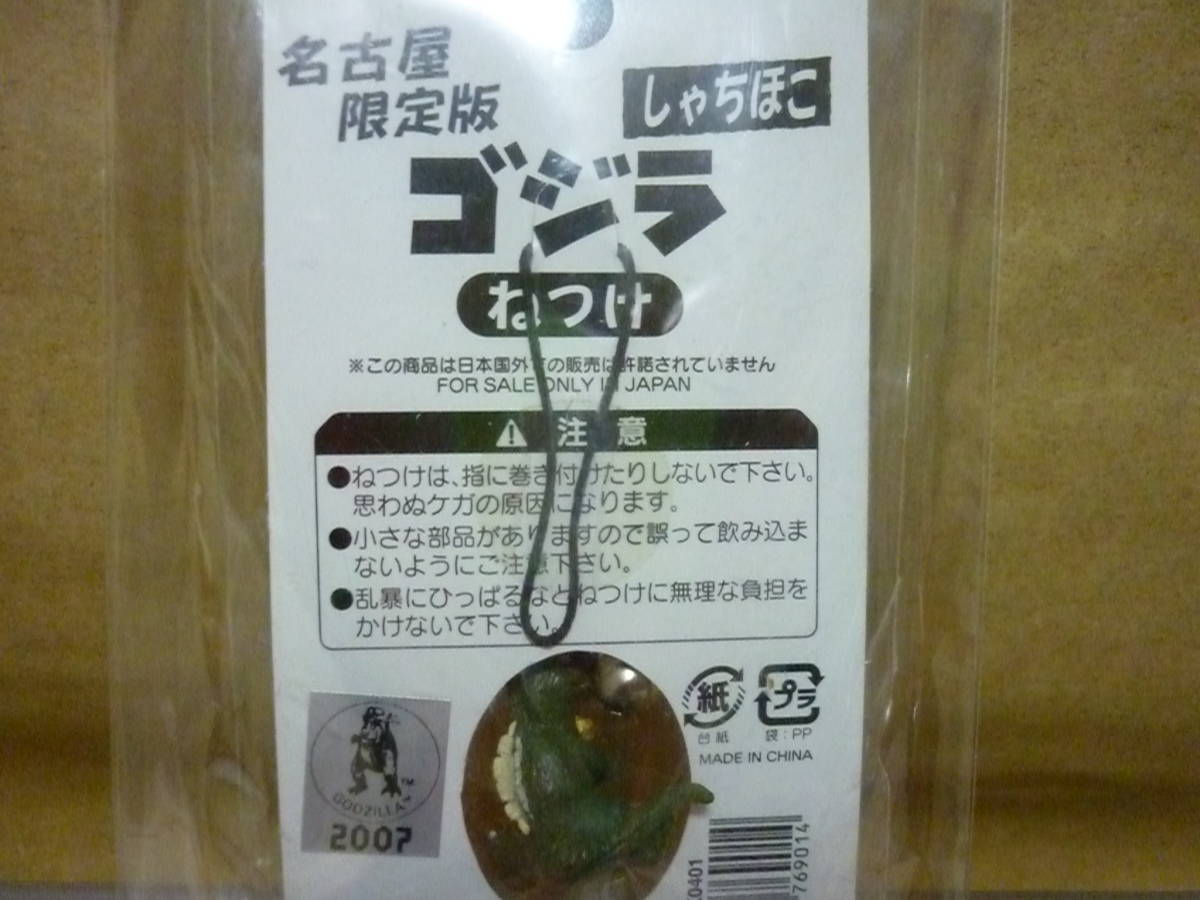 名古屋
限定版
しゃちほこ
ゴジラ
ねつけ
※この商品は日本国外での販売は許諾されていません
FOR SALE ONLY IN JAPAN
注意
●ねつけは、指に巻き付けたりしないで下さい。
思わぬケガの原因になります。
●小さな部品がありますので誤って飲み込ま
ないようにご注意下さい。
●乱暴にひっぱるなどねつけに無理な負担を
かけないで下さい。
紙
プラ
台紙
袋:PP
MADE IN CHINA
GODZILLA
TM
2007
0401
769014